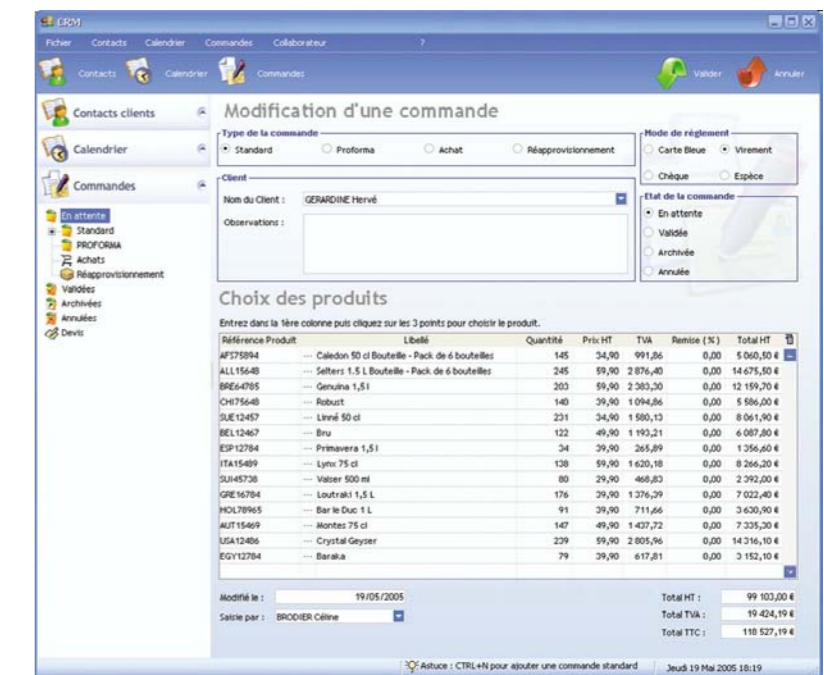 CRM
Fichier Contacts Calendrier Commandes Collaborateur ?
Contacts Calendrier Commandes Valider Annuler
Contacts clients
Calendrier
Commandes
En attente
Standard
PROFORMA
Achats
Réapprovisionnement
Validées
Archivées
Annulées
Devis
Modification d'une commande
Type de la commande
Standard Proforma Achat Réapprovisionnement
Mode de réglement
Carte Bleue Virement
Chèque Espèce
Client
Nom du Client : GERARDINE Hervé
Observations :
Etat de la commande
En attente
Validée
Archivée
Annulée
Choix des produits
Entrez dans la 1ère colonne puis cliquez sur les 3 points pour choisir le produit.
Référence Produit Libellé Quantité Prix HT TVA Remise (%) Total HT
AFS75894 ... Caledon 50 cl Bouteille - Pack de 6 bouteilles 145 34,90 991,86 0,00 5 060,50 €
ALL15648 ... Selters 1.5 L Bouteille - Pack de 6 bouteilles 245 59,90 2 876,40 0,00 14 675,50 €
BRE64785 ... Genuina 1,5 l 203 59,90 2 383,30 0,00 12 159,70 €
CHI75648 ... Robust 140 39,90 1 094,86 0,00 5 586,00 €
SUE12457 ... Linné 50 cl 231 34,90 1 580,13 0,00 8 061,90 €
BEL12467 ... Bru 122 49,90 1 193,21 0,00 6 087,80 €
ESP12784 ... Primavera 1,5 l 34 39,90 265,89 0,00 1 356,60 €
ITA15489 ... Lynx 75 cl 138 59,90 1 620,18 0,00 8 266,20 €
SUI45738 ... Valser 500 ml 80 29,90 468,83 0,00 2 392,00 €
GRE16784 ... Loutraki 1,5 L 176 39,90 1 376,39 0,00 7 022,40 €
HOL78965 ... Bar le Duc 1 L 91 39,90 711,66 0,00 3 630,90 €
AUT15469 ... Montes 75 cl 147 49,90 1 437,72 0,00 7 335,30 €
USA12486 ... Crystal Geyser 239 59,90 2 805,96 0,00 14 316,10 €
EGY12784 ... Baraka 79 39,90 617,81 0,00 3 152,10 €
Modifié le : 19/05/2005
Saisie par : BRODIER Céline
Total HT : 99 103,00 €
Total TVA : 19 424,19 €
Total TTC : 118 527,19 €
Astuce : CTRL+N pour ajouter une commande standard Jeudi 19 Mai 2005 18:19